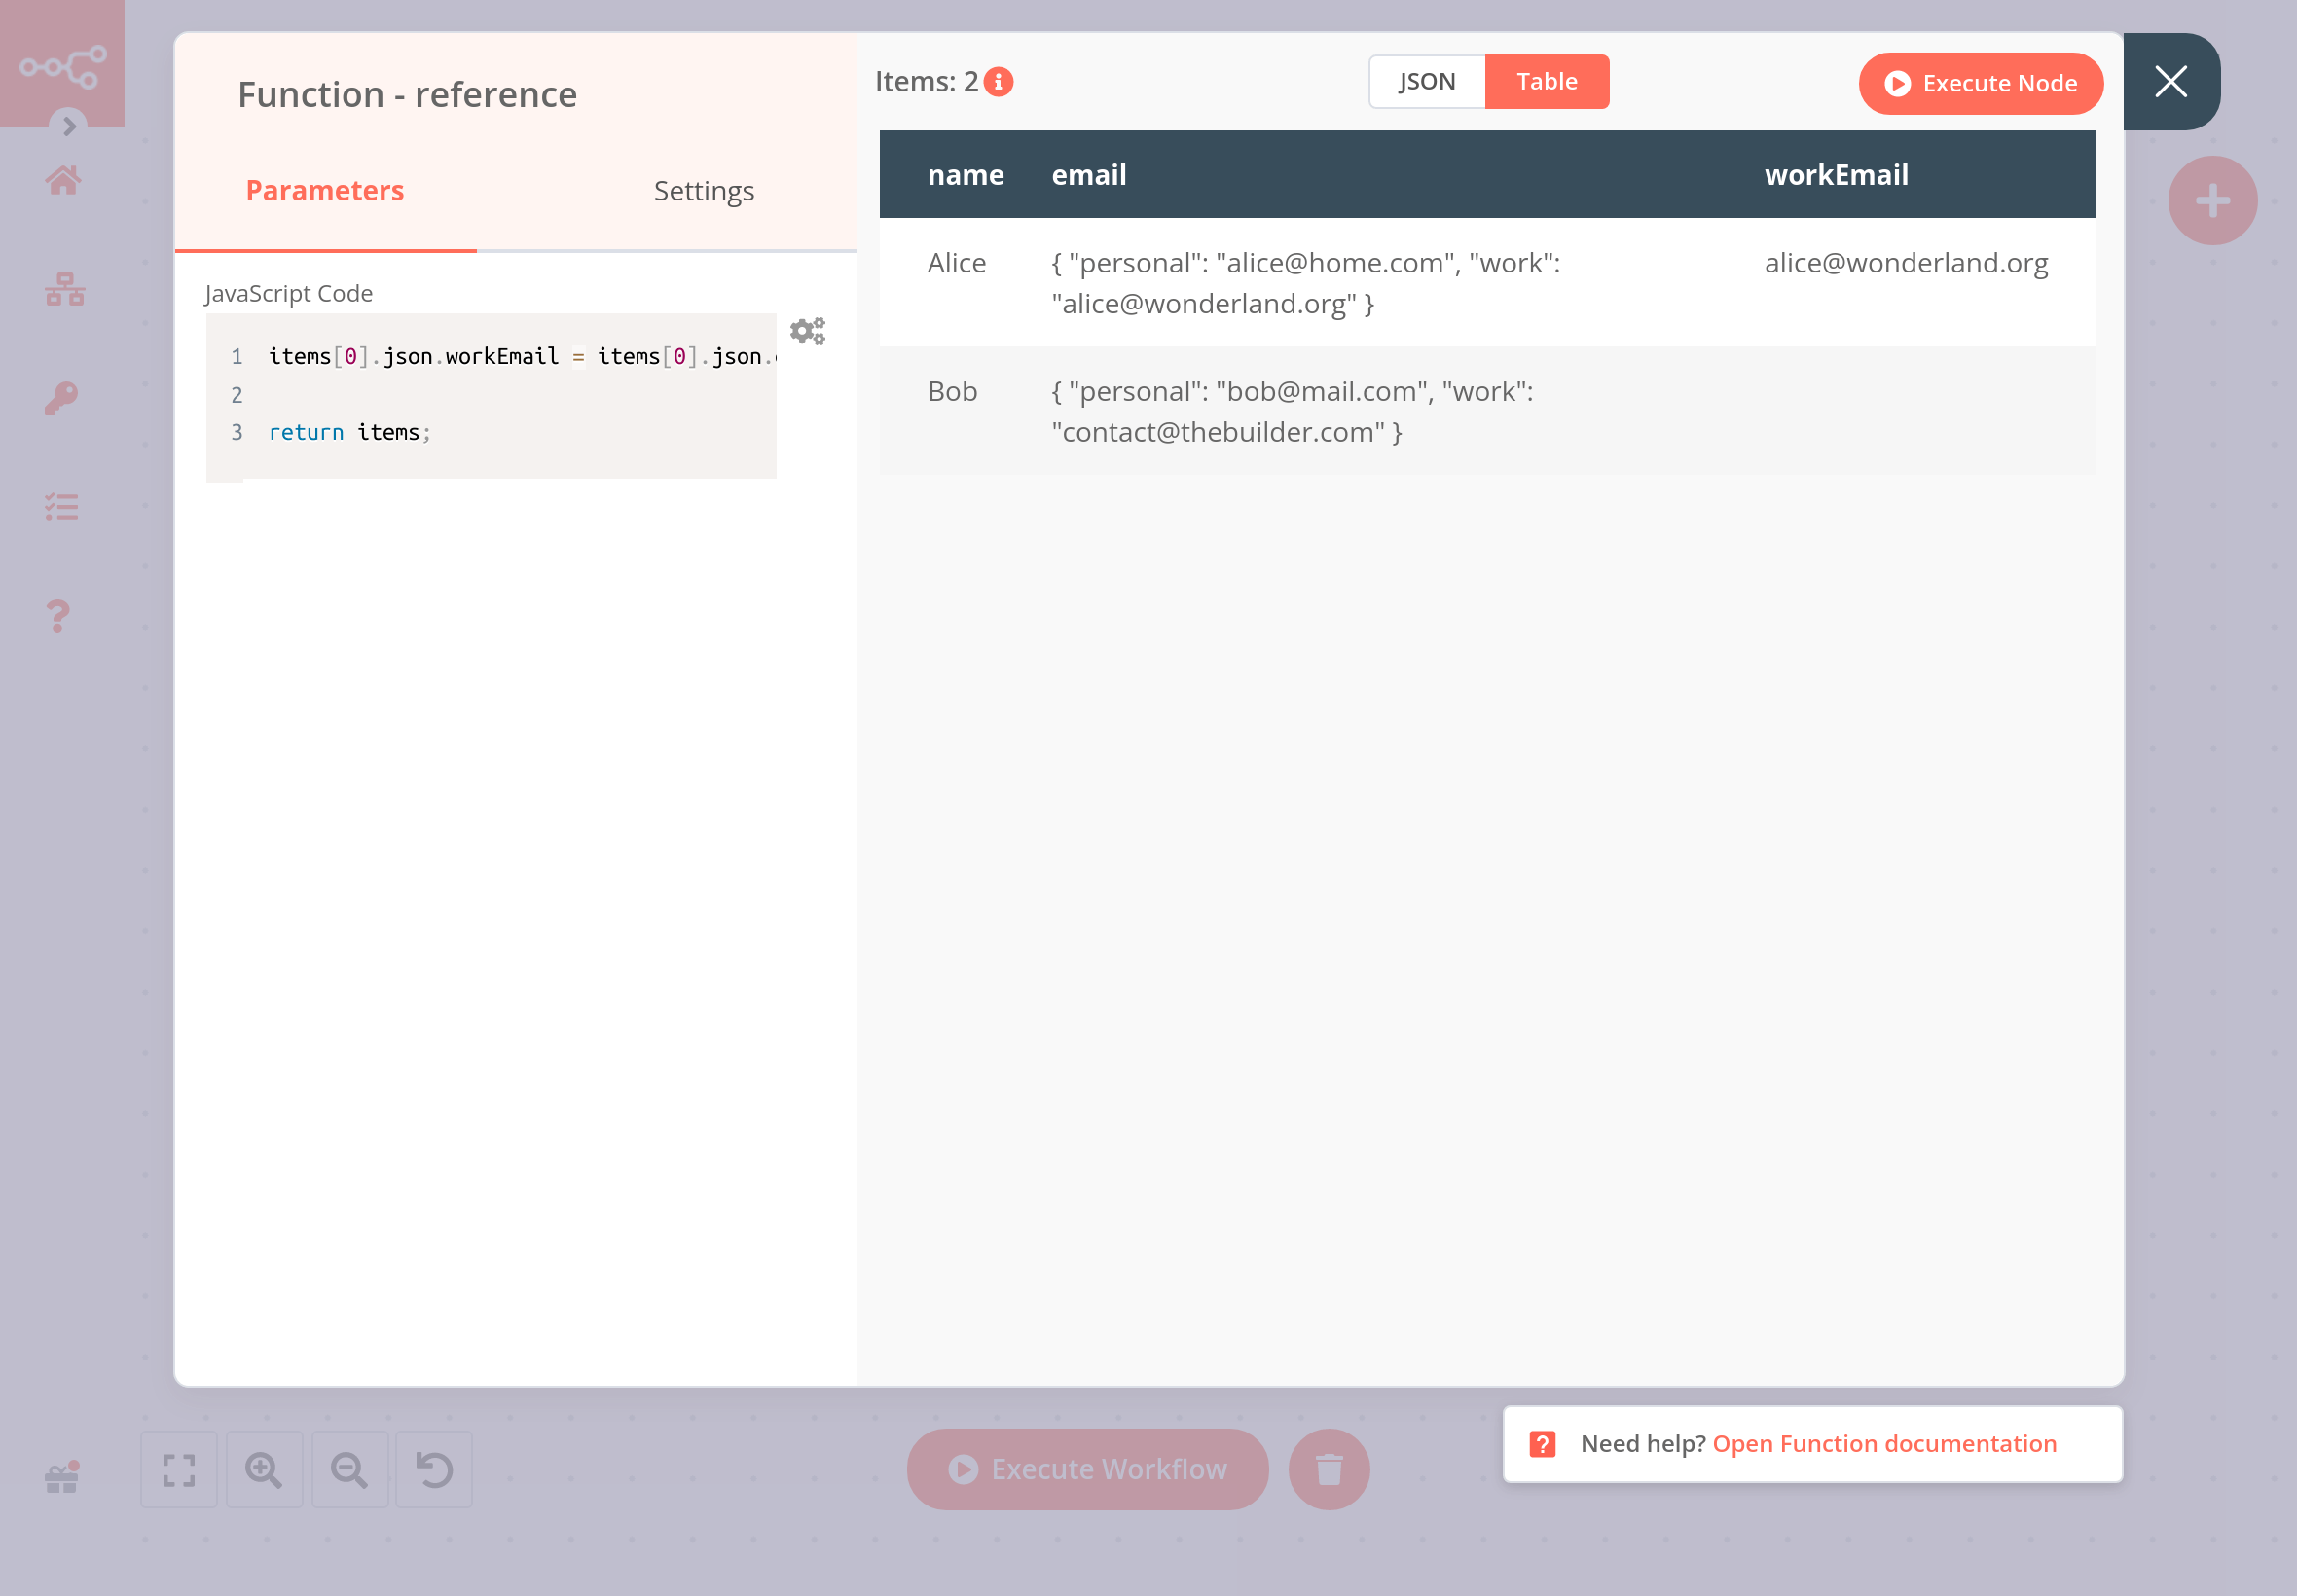 Function - reference
Parameters
Settings
JavaScript Code
1 items[0].json.workEmail = items[0].json.
2
3 return items;
Items: 2
JSON
Table
Execute Node
name email workEmail
Alice { "personal": "alice@home.com", "work": alice@wonderland.org
"alice@wonderland.org" }
Bob { "personal": "bob@mail.com", "work":
"contact@thebuilder.com" }
Execute Workflow
Need help? Open Function documentation